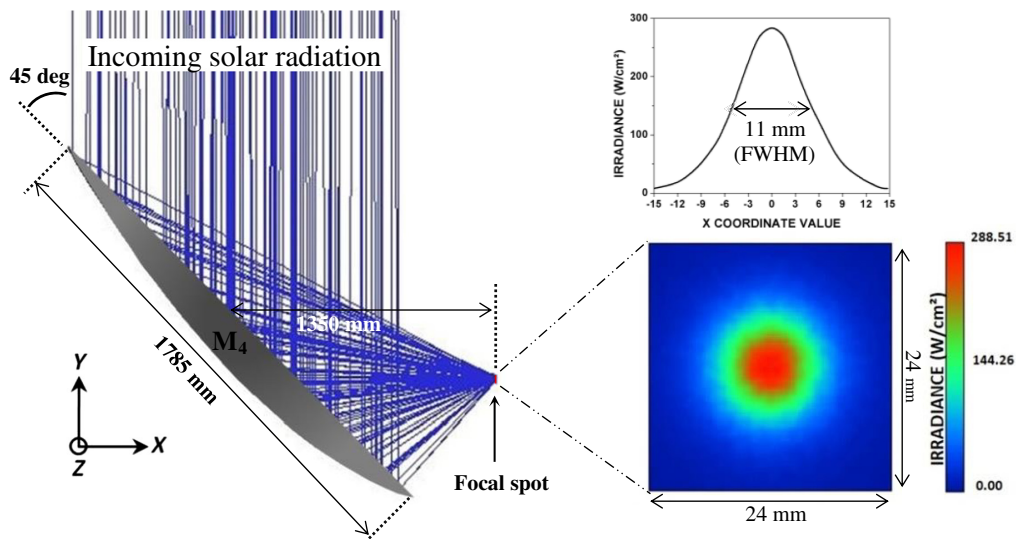 Incoming solar radiation
45 deg
1350 mm
M4
1785 mm
Y
X
Z
Focal spot
IRRADIANCE (W/cm²)
300
200
100
0
11 mm
(FWHM)
-15 -12 -9 -6 -3 0 3 6 9 12 15
X COORDINATE VALUE
24 mm
24 mm
288.51
144.26
0.00
IRRADIANCE (W/cm²)